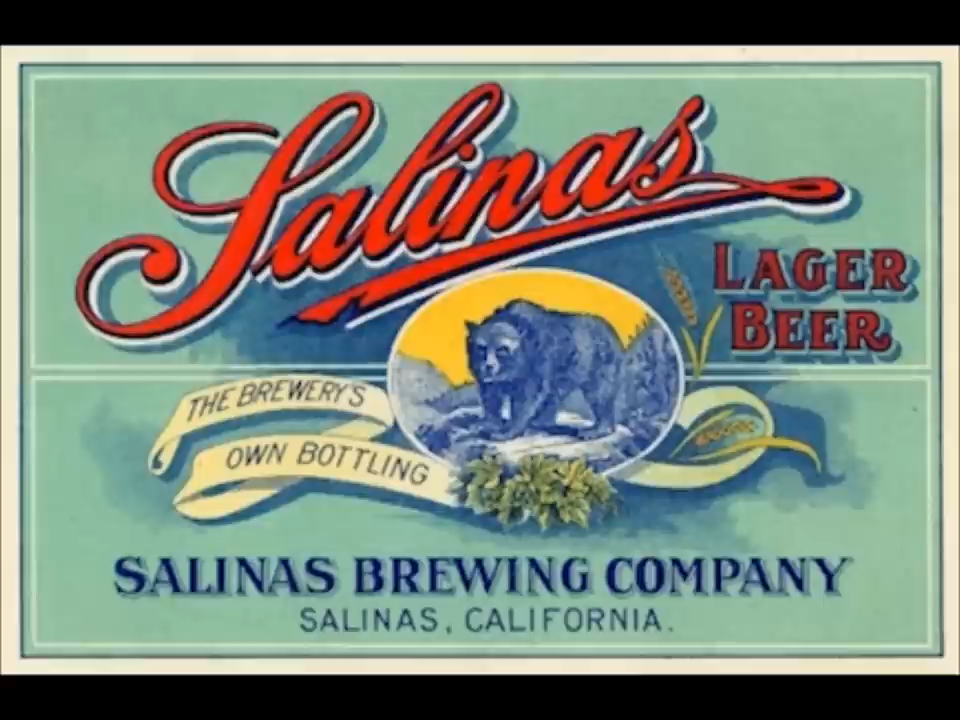 Salinas
LAGER
BEER
THE BREWERY'S
OWN BOTTLING
SALINAS BREWING COMPANY
SALINAS, CALIFORNIA.